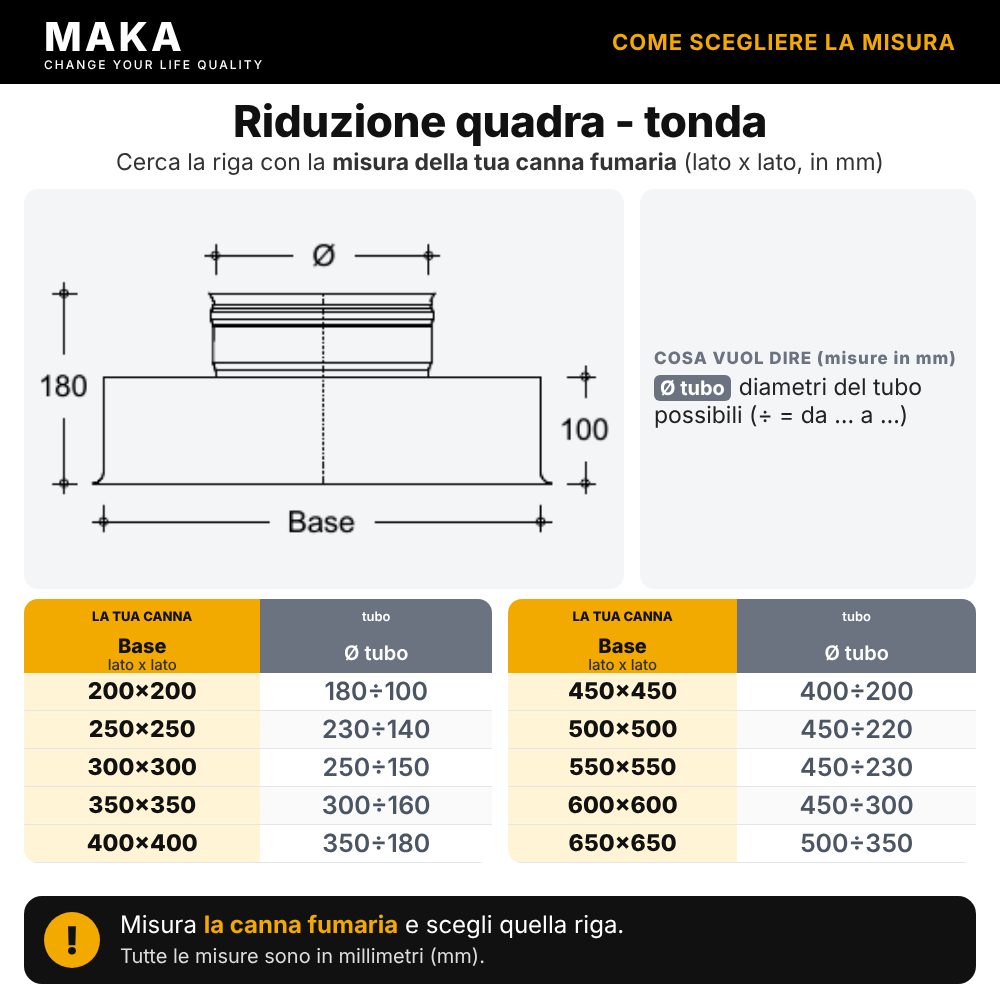 MAKA
CHANGE YOUR LIFE QUALITY
COME SCEGLIERE LA MISURA
Riduzione quadra - tonda
Cerca la riga con la misura della tua canna fumaria (lato x lato, in mm)
Ø
180
100
Base
COSA VUOL DIRE (misure in mm)
Ø tubo diametri del tubo
possibili (÷ = da ... a ...)
LA TUA CANNA tubo
Base
lato x lato Ø tubo
200×200 180÷100
250×250 230÷140
300×300 250÷150
350×350 300÷160
400×400 350÷180
LA TUA CANNA tubo
Base
lato x lato Ø tubo
450×450 400÷200
500×500 450÷220
550×550 450÷230
600×600 450÷300
650×650 500÷350
!
Misura la canna fumaria e scegli quella riga.
Tutte le misure sono in millimetri (mm).